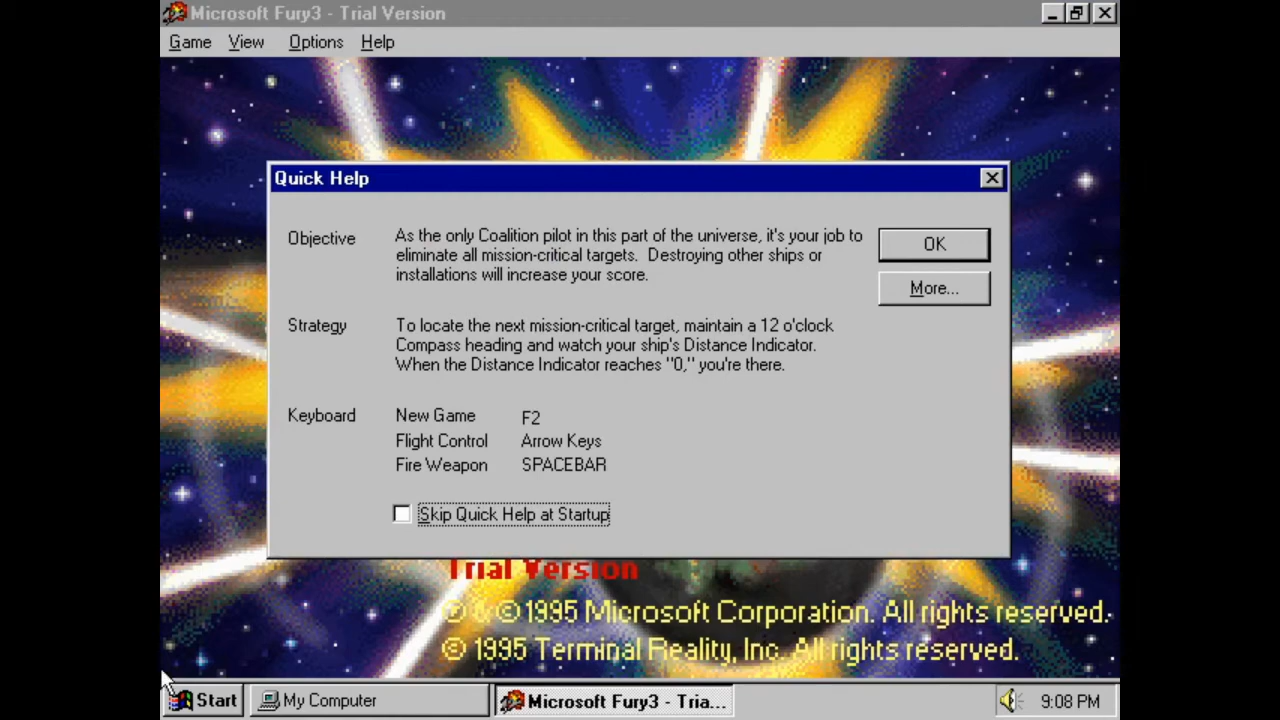 Microsoft Fury3 - Trial Version
Game View Options Help
Quick Help
Objective
As the only Coalition pilot in this part of the universe, it's your job to
eliminate all mission-critical targets. Destroying other ships or
installations will increase your score.
OK
More...
Strategy
To locate the next mission-critical target, maintain a 12 o'clock
Compass heading and watch your ship's Distance Indicator.
When the Distance Indicator reaches "0," you're there.
Keyboard
New Game F2
Flight Control Arrow Keys
Fire Weapon SPACEBAR
Skip Quick Help at Startup
Trial Version
® & © 1995 Microsoft Corporation. All rights reserved.
© 1995 Terminal Reality, Inc. All rights reserved.
Start My Computer Microsoft Fury3 - Tria... 9:08 PM